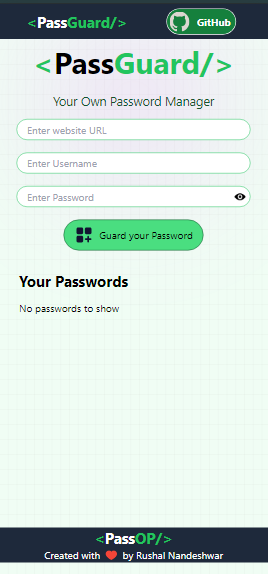 <PassGuard/>
GitHub
<PassGuard/>
Your Own Password Manager
Enter website URL
Enter Username
Enter Password
Guard your Password
Your Passwords
No passwords to show
<PassOP/>
Created with ❤️ by Rushal Nandeshwar